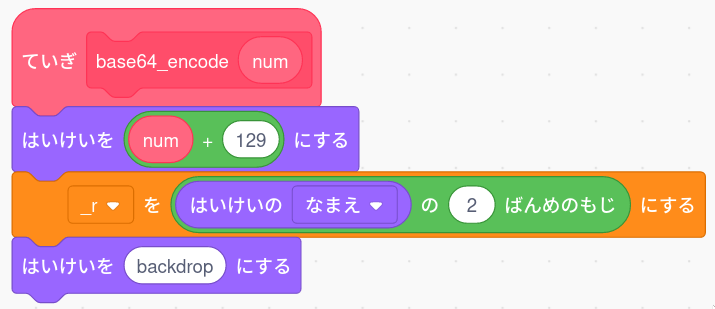 ていぎ base64_encode num
はいけいを num + 129 にする
_r を はいけいの なまえ の 2 ばんめのもじ にする
はいけいを backdrop にする